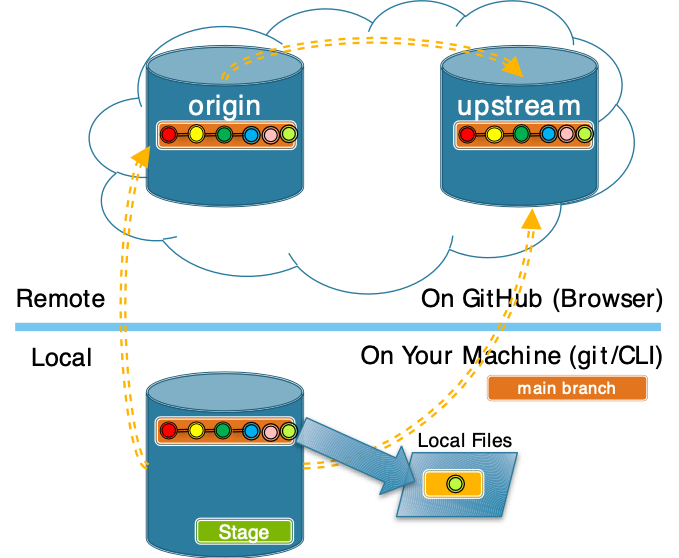 origin
upstream
Remote
On GitHub (Browser)
Local
On Your Machine (git/CLI)
main branch
Local Files
Stage